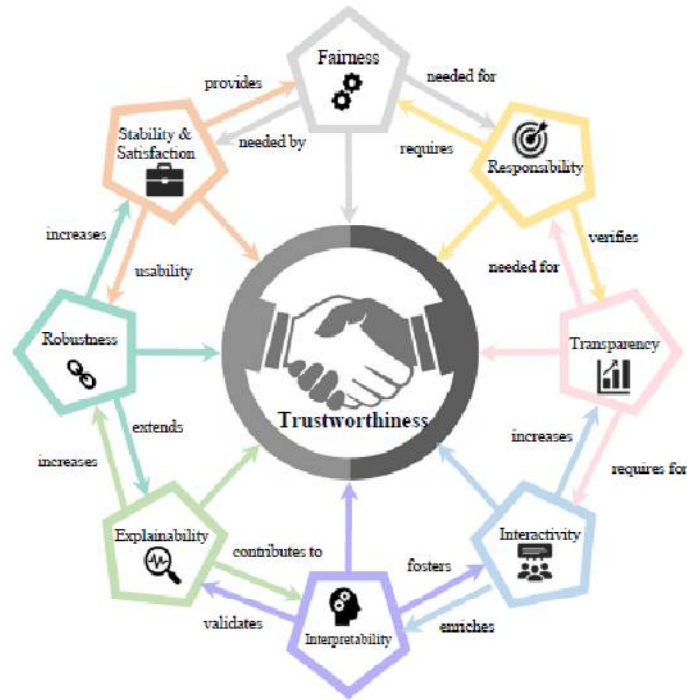 Fairness
provides
needed for
Stability &
Satisfaction
needed by
requires
Responsibility
increases
usability
needed for
verifies
Robustness
Transparency
Trustworthiness
extends
increases
increases
requires for
Explainability
Interactivity
contributes to
fosters
validates
Interpretability
enriches